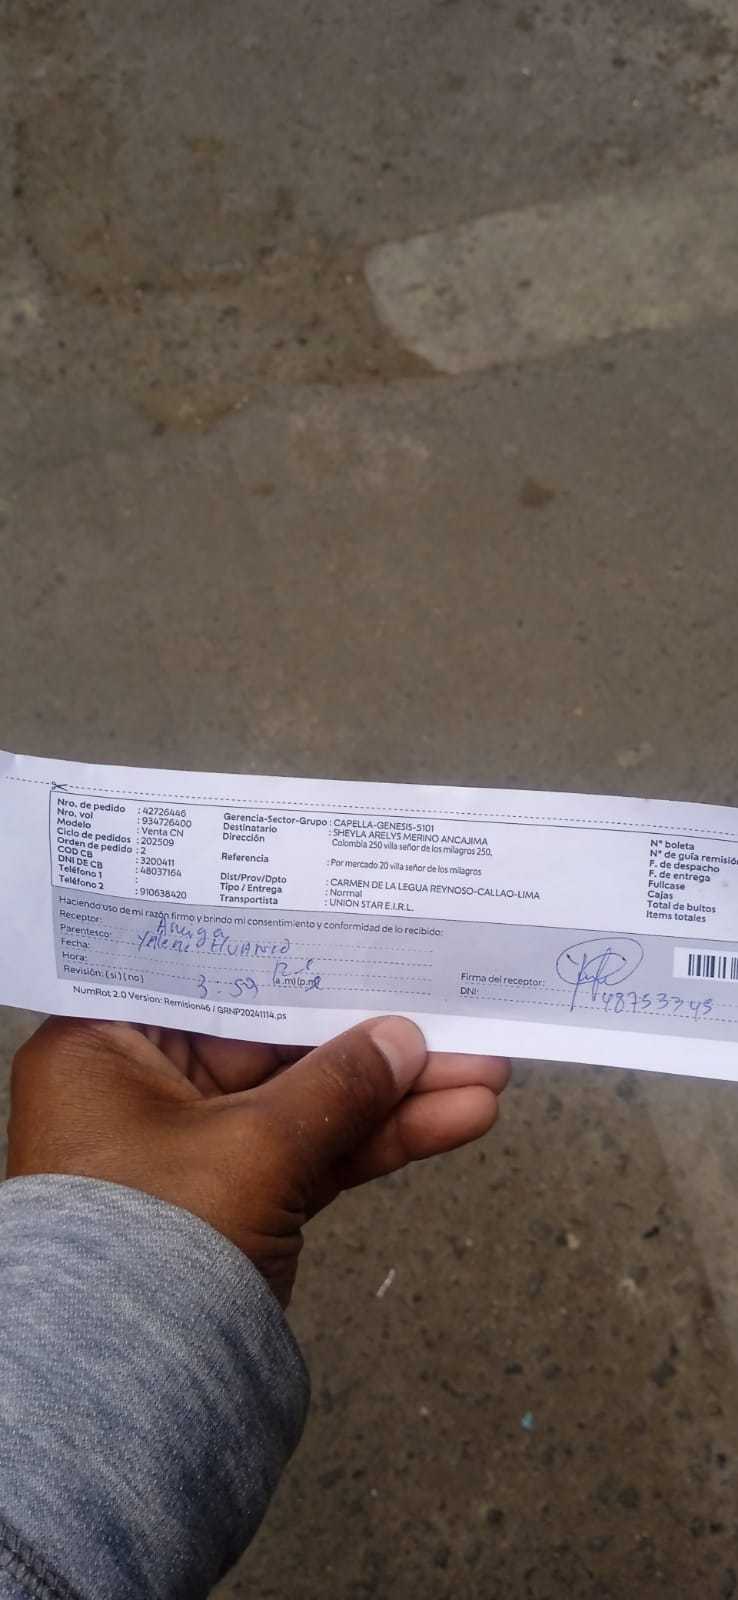 Nro. de pedido : 42726446
Nro. vol : 934726400
Modelo : Venta CN
Ciclo de pedidos : 202509
Orden de pedido : 2
COD CB : 3200411
DNI DE CB : 48037164
Teléfono 1 :
Teléfono 2 : 910638420
Gerencia-Sector-Grupo : CAPELLA-GENESIS-5101
Destinatario : SHEYLA ARELYS MERINO ANCAJIMA
Dirección : Colombia 250 villa señor de los milagros 250,
Referencia : Por mercado 20 villa señor de los milagros
Dist/Prov/Dpto : CARMEN DE LA LEGUA REYNOSO-CALLAO-LIMA
Tipo / Entrega : Normal
Transportista : UNION STAR E.I.R.L.
N° boleta
N° de guía remisión
F. de despacho
F. de entrega
Fullcase
Cajas
Total de bultos
Items totales
Haciendo uso de mi razón firmo y brindo mi consentimiento y conformidad de lo recibido:
Receptor: Amiga
Parentesco:
Fecha:
Hora: 3:59 (a.m) (p.m)
Revisión: ( si ) ( no )
Firma del receptor:
DNI: 48753345
NumRot 2.0 Version: Remision46 / GRNP20241114.ps